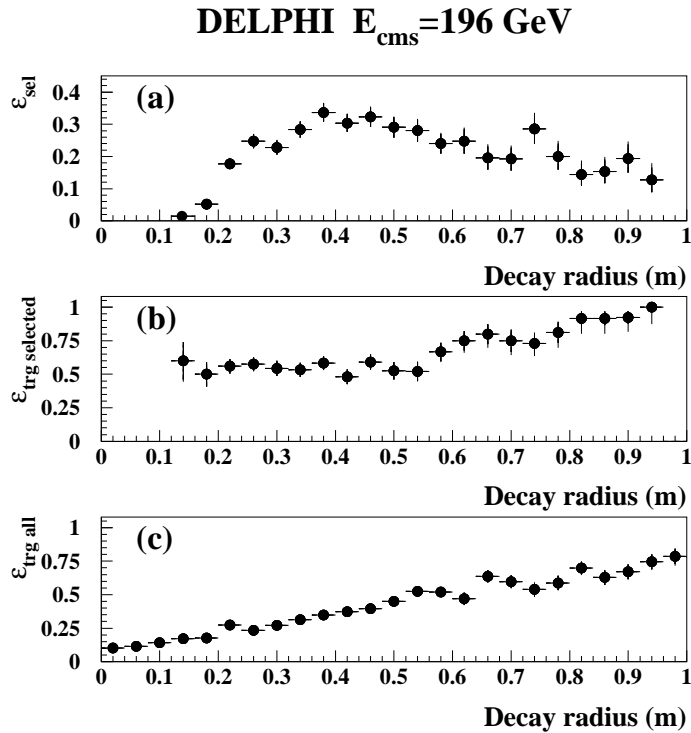 DELPHI E_cms=196 GeV
(a)
ε_sel
0.4
0.3
0.2
0.1
0
0 0.1 0.2 0.3 0.4 0.5 0.6 0.7 0.8 0.9 1
Decay radius (m)
(b)
ε_trg selected
1
0.75
0.5
0.25
0
0 0.1 0.2 0.3 0.4 0.5 0.6 0.7 0.8 0.9 1
Decay radius (m)
(c)
ε_trg all
1
0.75
0.5
0.25
0
0 0.1 0.2 0.3 0.4 0.5 0.6 0.7 0.8 0.9 1
Decay radius (m)